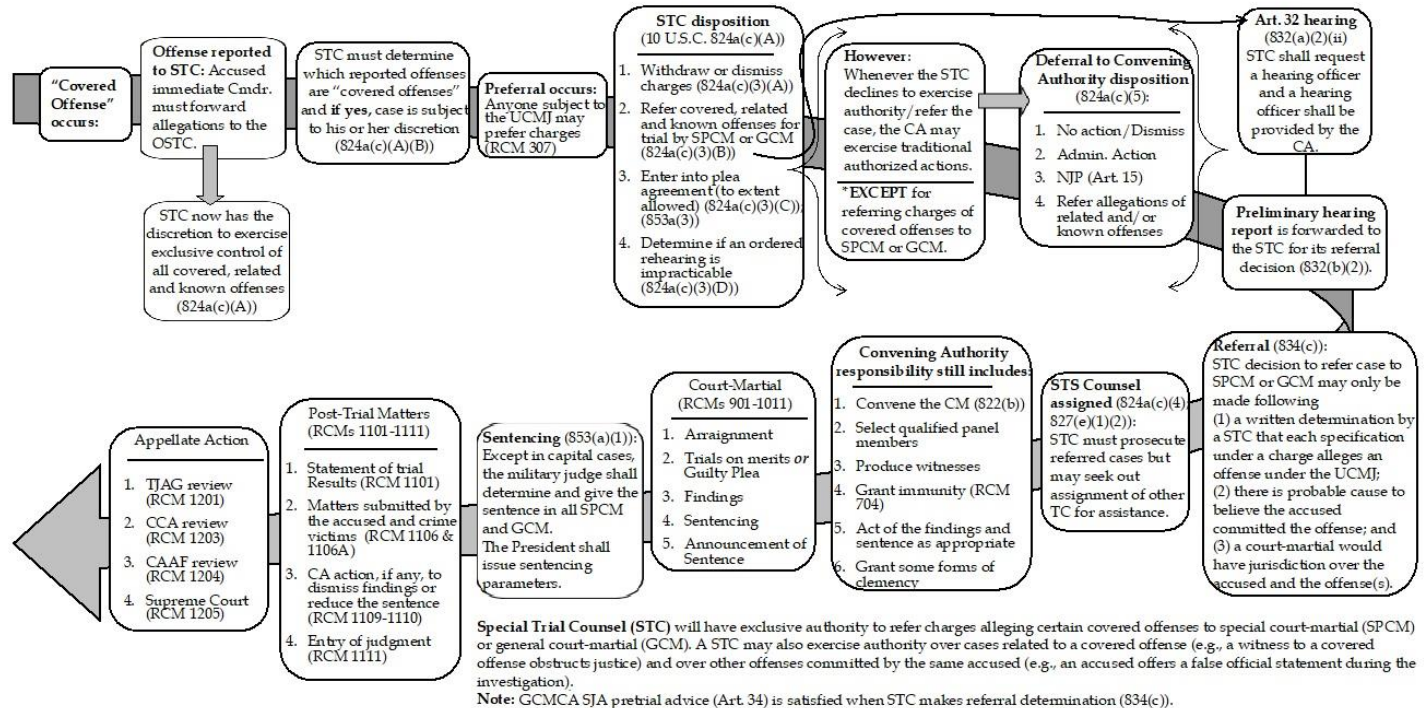 "Covered
Offense"
occurs:
Offense reported
to STC: Accused
immediate Cmdr.
must forward
allegations to the
OSTC.
STC now has the
discretion to exercise
exclusive control of
all covered, related
and known offenses
(824a(c)(A))
STC must determine
which reported offenses
are "covered offenses"
and if yes, case is subject
to his or her discretion
(824a(c)(A)(B))
Preferral occurs:
Anyone subject to
the UCMJ may
prefer charges
(RCM 307)
STC disposition
(10 U.S.C. 824a(c)(A))
1. Withdraw or dismiss
charges (824a(c)(3)(A))
2. Refer covered, related
and known offenses for
trial by SPCM or GCM
(824a(c)(3)(B))
3. Enter into plea
agreement (to extent
allowed) (824a(c)(3)(C));
(853a(3))
4. Determine if an ordered
rehearing is
impracticable
(824a(c)(3)(D))
However:
Whenever the STC
declines to exercise
authority/refer the
case, the CA may
exercise traditional
authorized actions.
*EXCEPT for
referring charges of
covered offenses to
SPCM or GCM.
Deferral to Convening
Authority disposition
(824a(c)(5):
1. No action/Dismiss
2. Admin. Action
3. NJP (Art. 15)
4. Refer allegations of
related and/or
known offenses
Art. 32 hearing
(832(a)(2)(ii)
STC shall request
a hearing officer
and a hearing
officer shall be
provided by the
CA.
Preliminary hearing
report is forwarded to
the STC for its referral
decision (832(b)(2)).
Referral (834(c)):
STC decision to refer case to
SPCM or GCM may only be
made following
(1) a written determination by
a STC that each specification
under a charge alleges an
offense under the UCMJ;
(2) there is probable cause to
believe the accused
committed the offense; and
(3) a court-martial would
have jurisdiction over the
accused and the offense(s).
STS Counsel
assigned (824a(c)(4);
827(e)(1)(2)):
STC must prosecute
referred cases but
may seek out
assignment of other
TC for assistance.
Convening Authority
responsibility still includes:
1. Convene the CM (822(b))
2. Select qualified panel
members
3. Produce witnesses
4. Grant immunity (RCM
704)
5. Act of the findings and
sentence as appropriate
6. Grant some forms of
clemency
Court-Martial
(RCMs 901-1011)
1. Arraignment
2. Trials on merits or
Guilty Plea
3. Findings
4. Sentencing
5. Announcement of
Sentence
Sentencing (853(a)(1)):
Except in capital cases,
the military judge shall
determine and give the
sentence in all SPCM
and GCM.
The President shall
issue sentencing
parameters.
Post-Trial Matters
(RCMs 1101-1111)
1. Statement of trial
Results (RCM 1101)
2. Matters submitted by
the accused and crime
victims (RCM 1106 &
1106A)
3. CA action, if any, to
dismiss findings or
reduce the sentence
(RCM 1109-1110)
4. Entry of judgment
(RCM 1111)
Appellate Action
1. TJAG review
(RCM 1201)
2. CCA review
(RCM 1203)
3. CAAF review
(RCM 1204)
4. Supreme Court
(RCM 1205)
Special Trial Counsel (STC) will have exclusive authority to refer charges alleging certain covered offenses to special court-martial (SPCM)
or general court-martial (GCM). A STC may also exercise authority over cases related to a covered offense (e.g., a witness to a covered
offense obstructs justice) and over other offenses committed by the same accused (e.g., an accused offers a false official statement during the
investigation).
Note: GCMCA SJA pretrial advice (Art. 34) is satisfied when STC makes referral determination (834(c)).